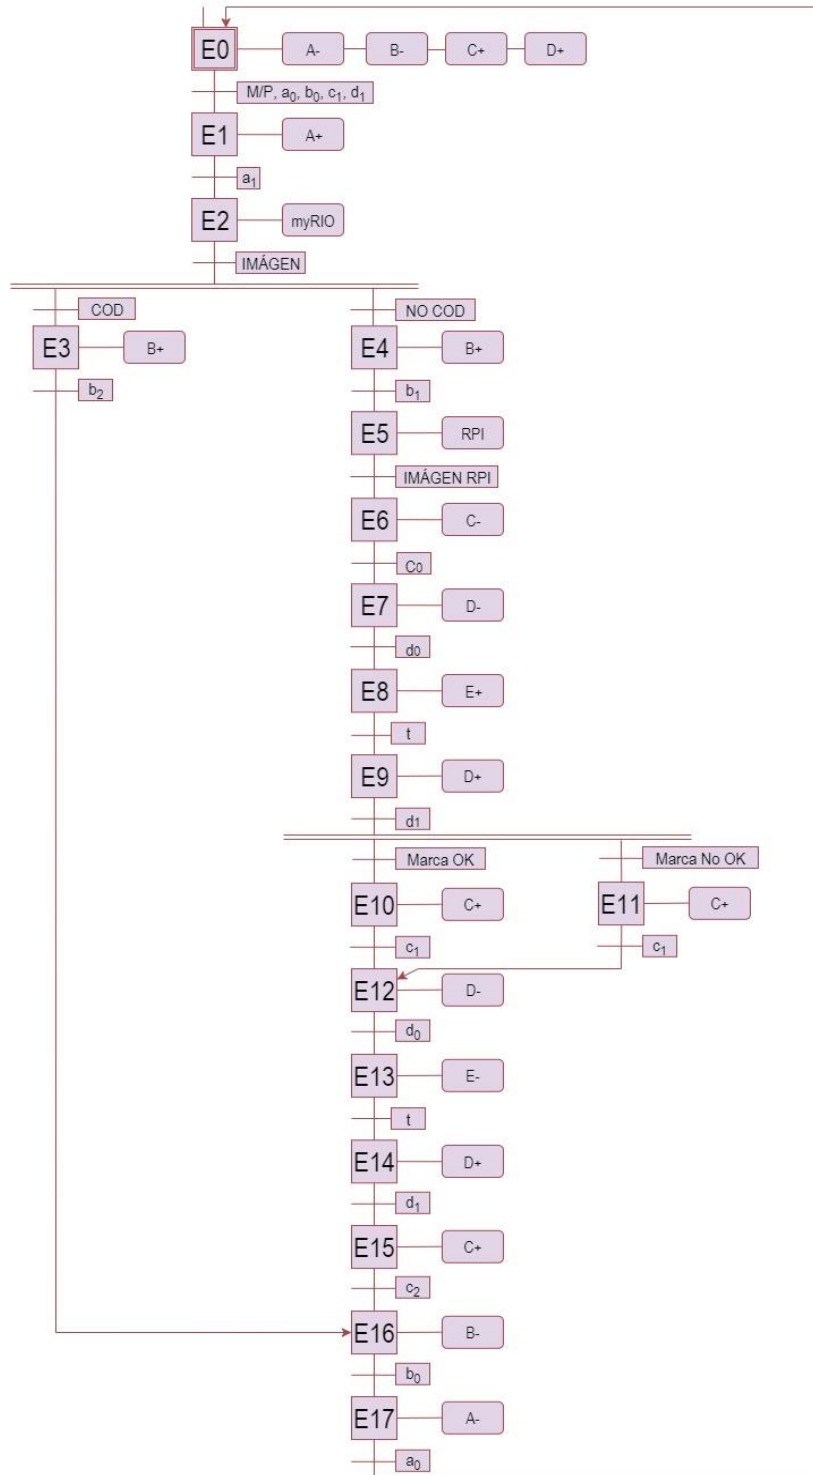 E0 A- B- C+ D+
M/P, a₀, b₀, c₁, d₁
E1 A+
a₁
E2 myRIO
IMÁGEN
COD NO COD
E3 B+ E4 B+
b₂ b₁
E5 RPI
IMÁGEN RPI
E6 C-
C0
E7 D-
d0
E8 E+
t
E9 D+
d1
Marca OK Marca No OK
E10 C+ E11 C+
c₁ c₁
E12 D-
d₀
E13 E-
t
E14 D+
d₁
E15 C+
c₂
E16 B-
b₀
E17 A-
a₀